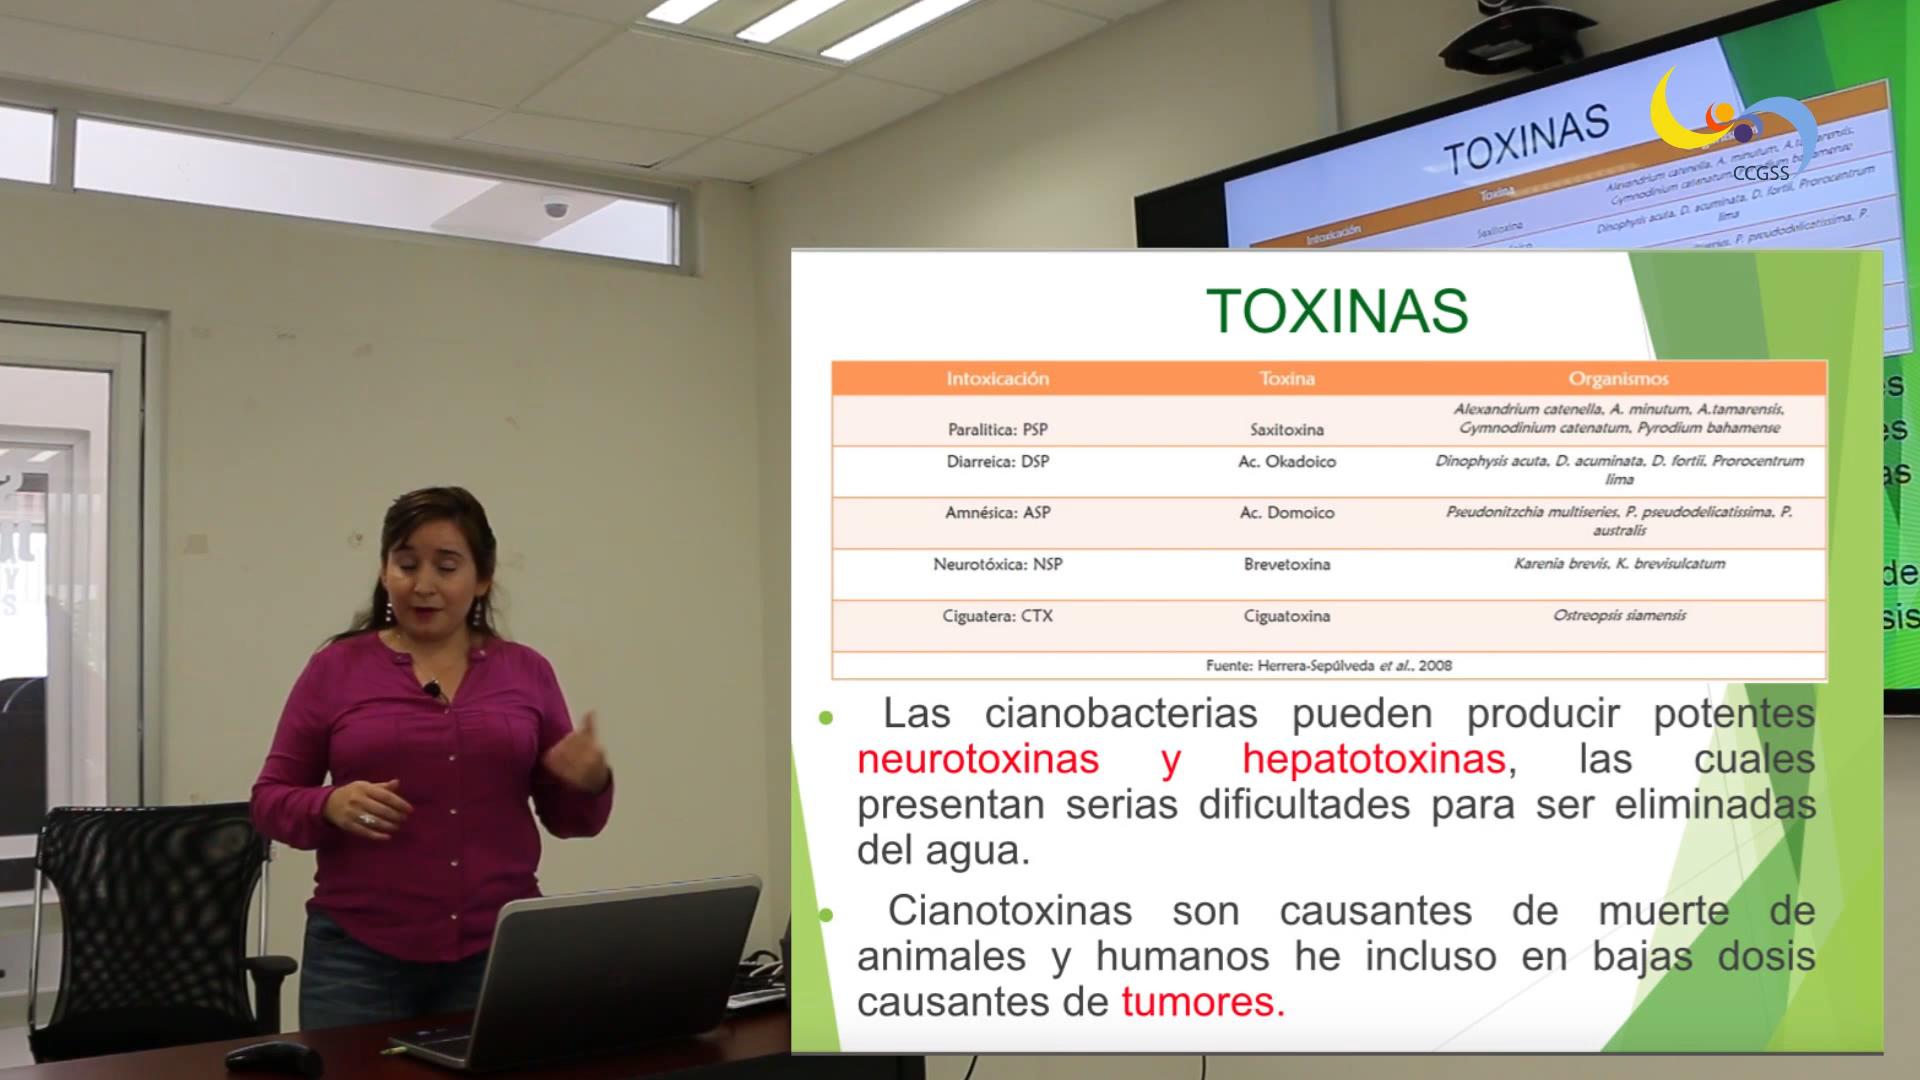 TOXINAS
CCGSS
Toxina
Intoxicación
Saxitoxina
TOXINAS
Intoxicación Toxina Organismos
Alexandrium catenella, A. minutum, A.tamarensis,
Paralitica: PSP Saxitoxina Gymnodinium catenatum, Pyrodium bahamense
Diarreica: DSP Ac. Okadoico Dinophysis acuta, D. acuminata, D. fortii, Prorocentrum
lima
Amnésica: ASP Ac. Domoico Pseudonitzchia multiseries, P. pseudodelicatissima, P.
australis
Neurotóxica: NSP Brevetoxina Karenia brevis, K. brevisulcatum
Ciguatera: CTX Ciguatoxina Ostreopsis siamensis
Fuente: Herrera-Sepúlveda et al., 2008
• Las cianobacterias pueden producir potentes
neurotoxinas y hepatotoxinas, las cuales
presentan serias dificultades para ser eliminadas
del agua.
• Cianotoxinas son causantes de muerte de
animales y humanos he incluso en bajas dosis
causantes de tumores.